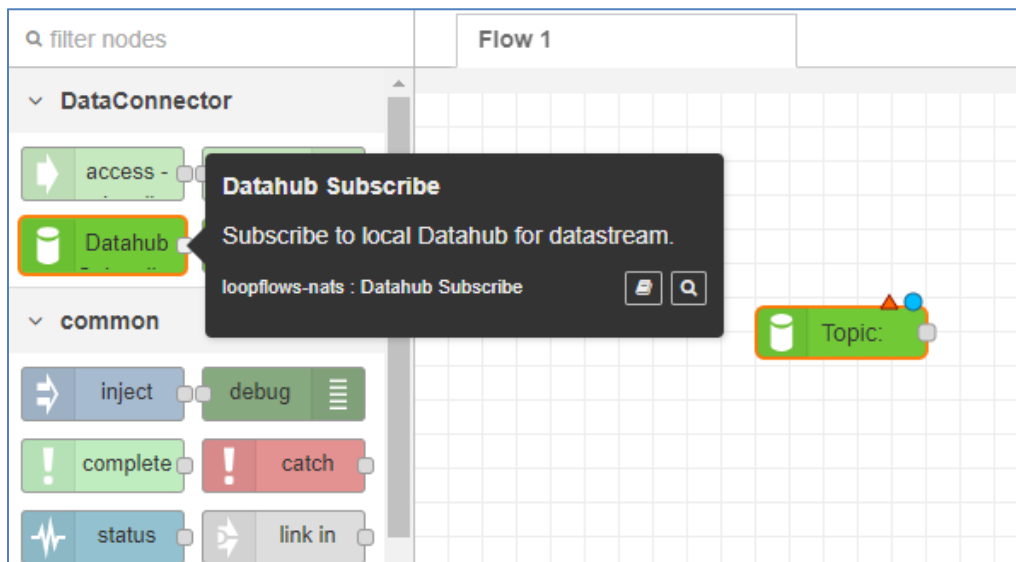 filter nodes
Flow 1
DataConnector
access -
Datahub
Datahub Subscribe
Subscribe to local Datahub for datastream.
loopflows-nats : Datahub Subscribe
common
Topic:
inject
debug
complete
catch
status
link in